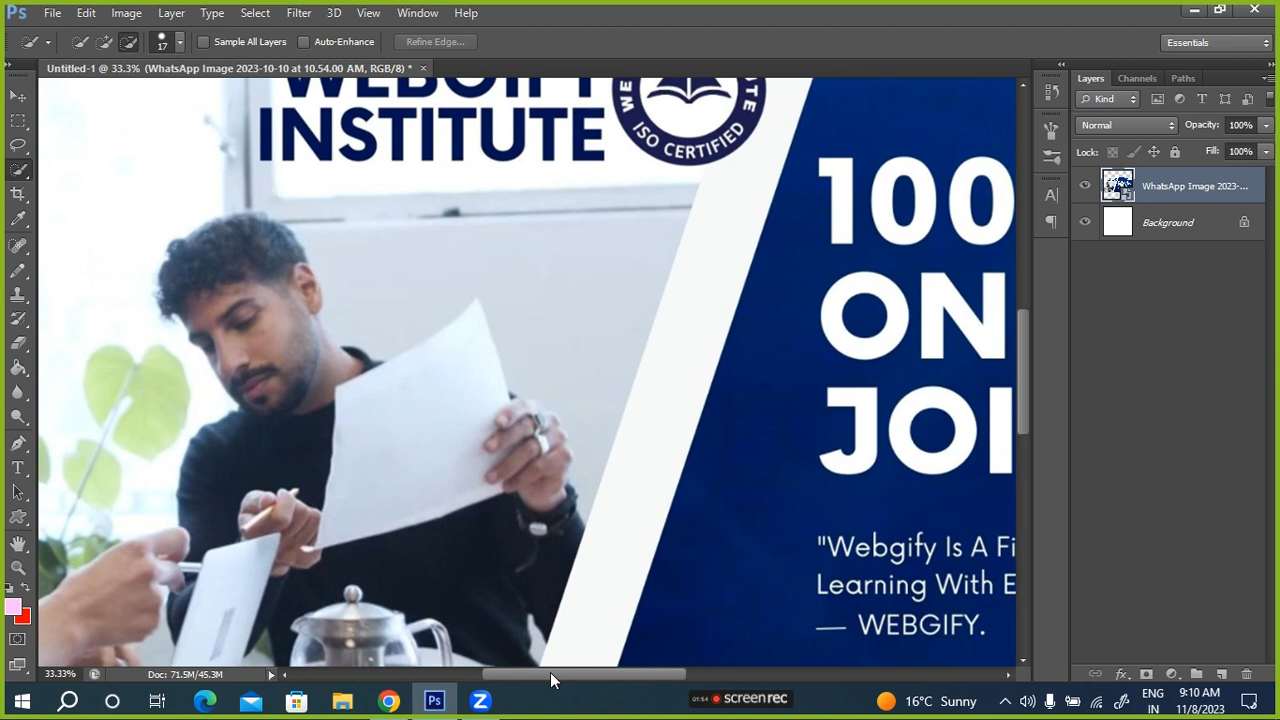 Ps File Edit Image Layer Type Select Filter 3D View Window Help
17 Sample All Layers Auto-Enhance Refine Edge... Essentials
Untitled-1 @ 33.3% (WhatsApp Image 2023-10-10 at 10.54.00 AM, RGB/8) * ×
Layers Channels Paths
Kind
Normal Opacity: 100%
Lock: Fill: 100%
WhatsApp Image 2023-...
Background
WEBGIFY
INSTITUTE
ISO CERTIFIED
100
ON
JOI
"Webgify Is A Fi
Learning With E
— WEBGIFY.
33.33% Doc: 71.5M/45.3M
01:54 screenrec
16°C Sunny
ENG
IN
9:10 AM
11/8/2023